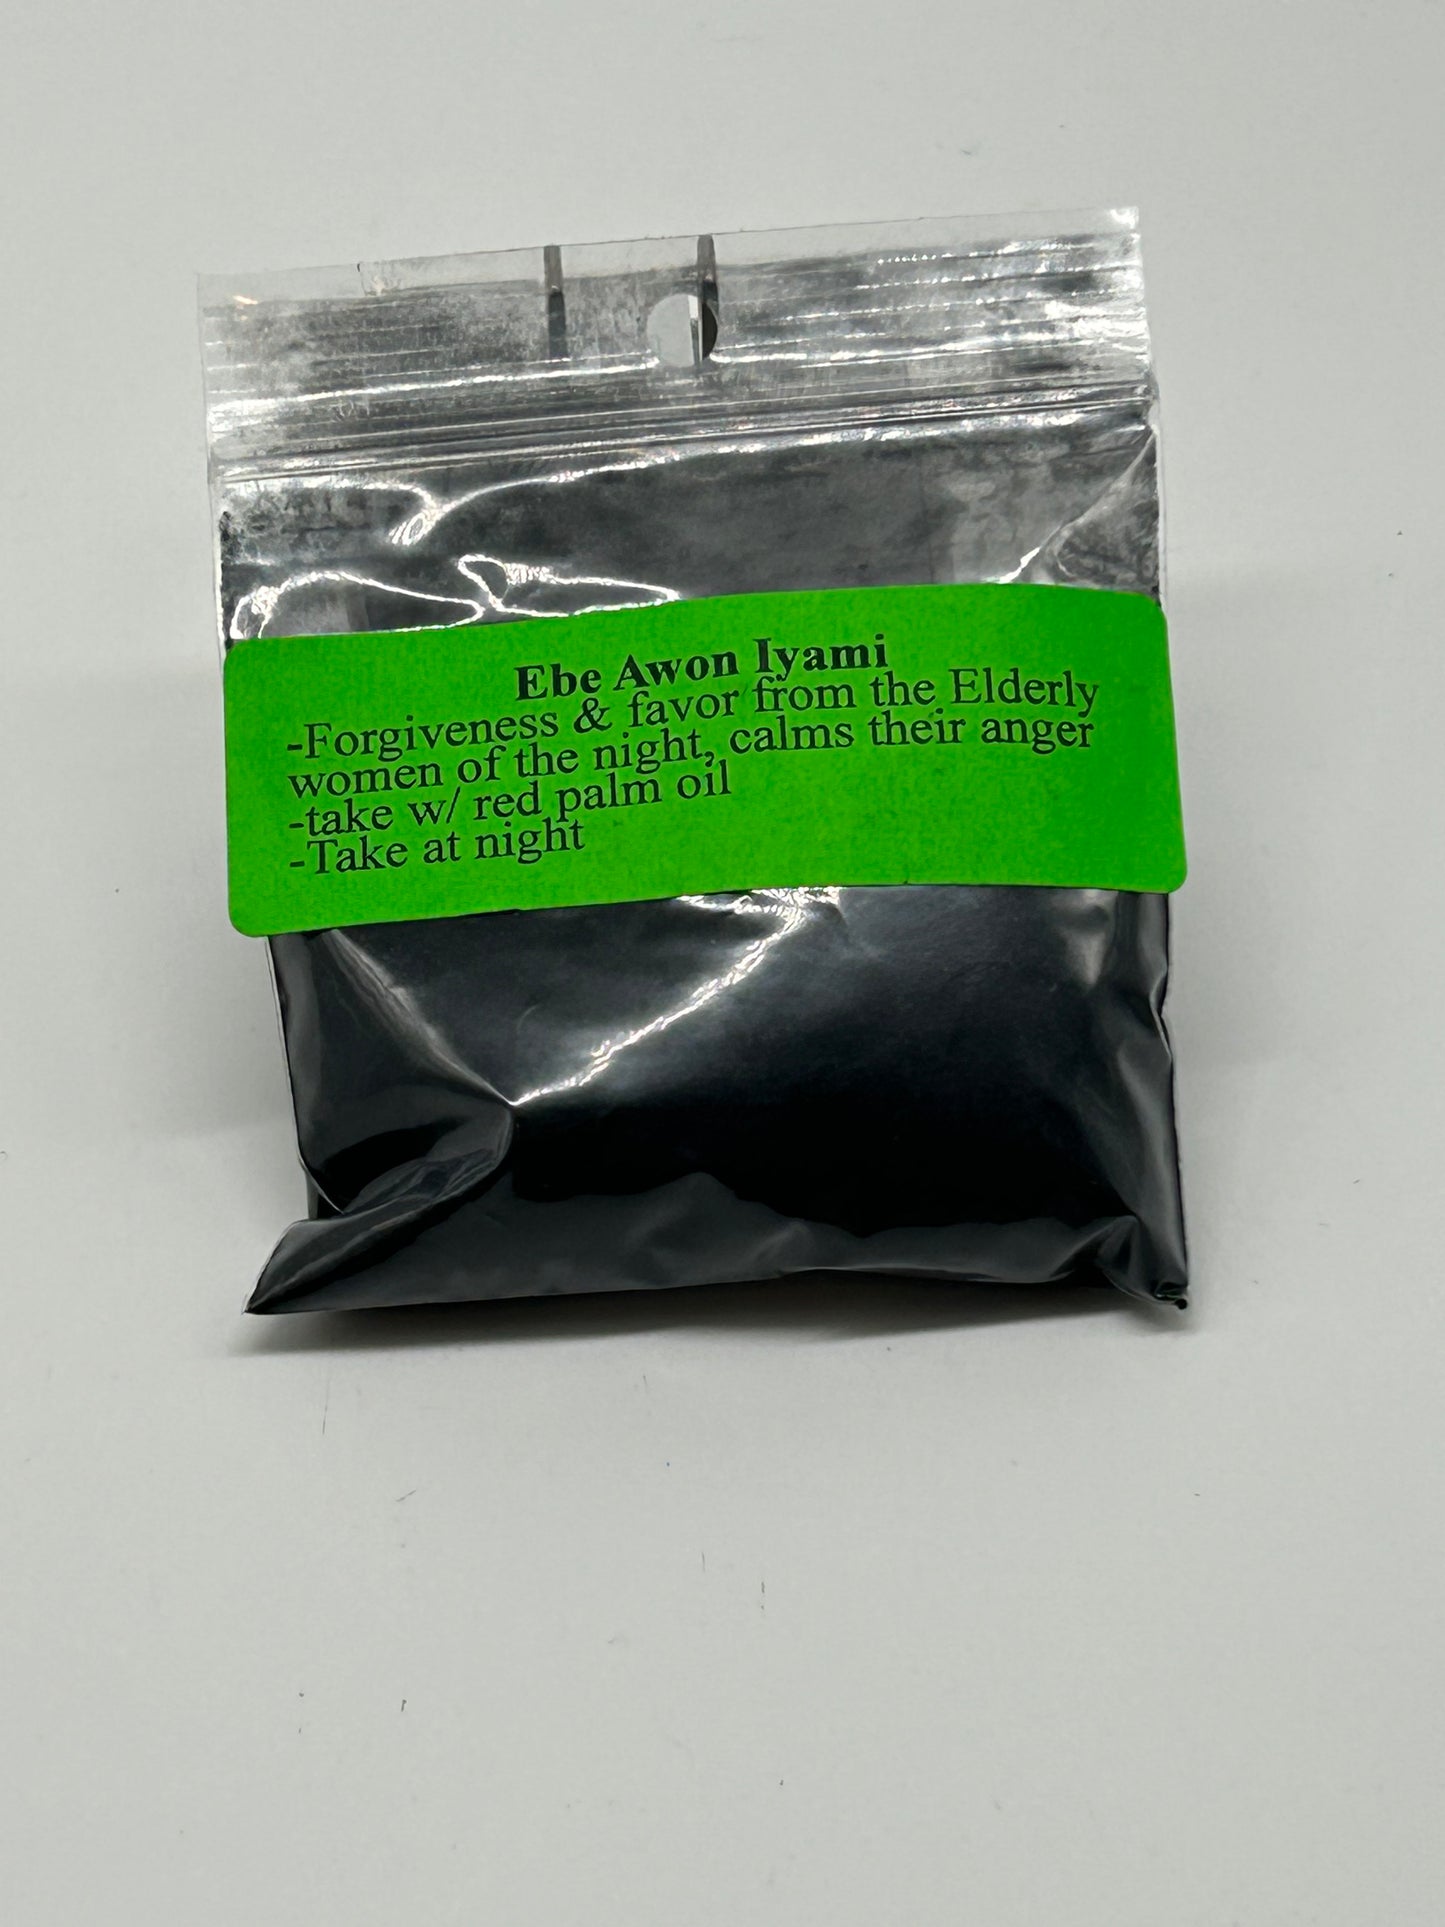 Ebe Awon Iyami
-Forgiveness & favor from the Elderly
women of the night, calms their anger
-take w/ red palm oil
-Take at night